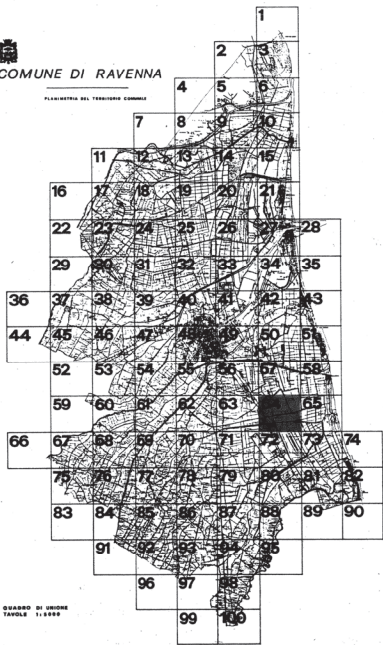 1
COMUNE DI RAVENNA
2 3
PLANIMETRIA DEL TERRITORIO COMUNALE
4 5 6
7 8 9 10
11 12 13 14 15
16 17 18 19 20 21
22 23 24 25 26 27 28
29 30 31 32 33 34 35
36 37 38 39 40 41 42 43
44 45 46 47 48 49 50 51
52 53 54 55 56 57 58
59 60 61 62 63 65
66 67 68 69 70 71 72 73 74
75 76 77 78 79 80 81 82
83 84 85 86 87 88 89 90
91 92 93 94 95
96 97 98
QUADRO DI UNIONE
TAVOLE 1:5000
99 100